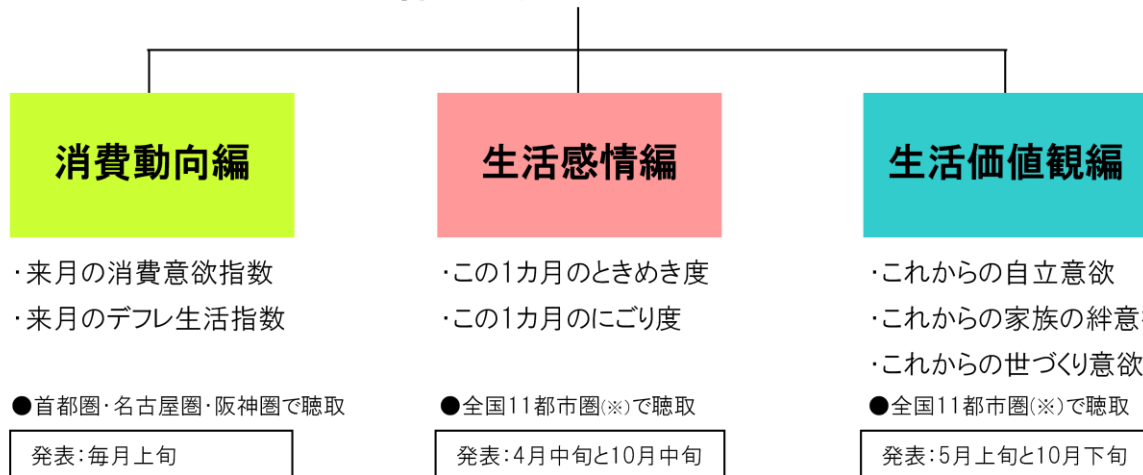 消費動向編
・来月の消費意欲指数
・来月のデフレ生活指数
●首都圏・名古屋圏・阪神圏で聴取
発表：毎月上旬
生活感情編
・この1カ月のときめき度
・この1カ月のにごり度
●全国11都市圏(※)で聴取
発表：4月中旬と10月中旬
生活価値観編
・これからの自立意欲
・これからの家族の絆意
・これからの世づくり意欲
●全国11都市圏(※)で聴取
発表：5月上旬と10月下旬